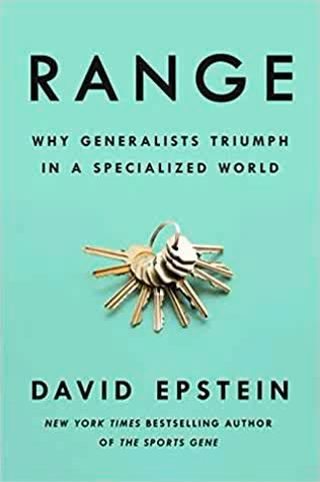 RANGE
WHY GENERALISTS TRIUMPH
IN A SPECIALIZED WORLD
DAVID EPSTEIN
NEW YORK TIMES BESTSELLING AUTHOR
OF THE SPORTS GENE